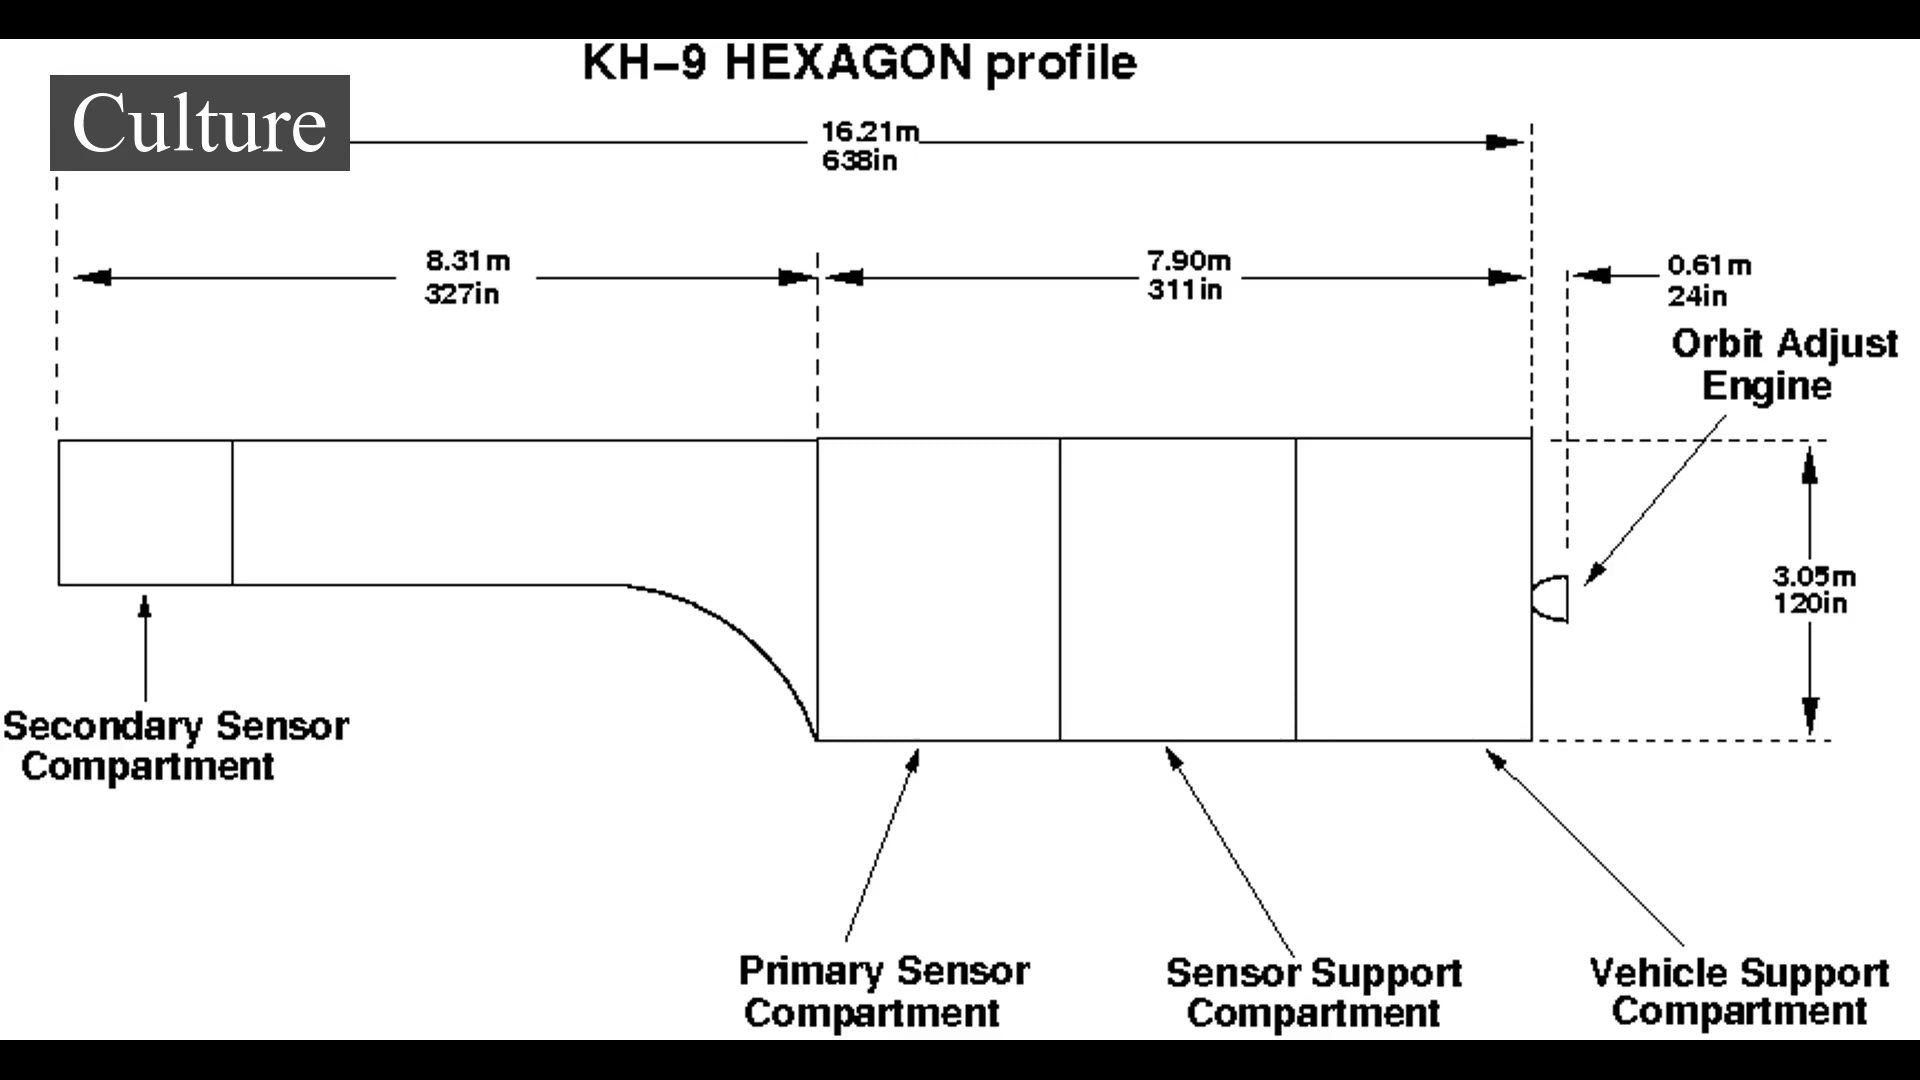 KH-9 HEXAGON profile
Culture
16.21m
638in
8.31m
327in
7.90m
311in
0.61m
24in
Orbit Adjust
Engine
3.05m
120in
Secondary Sensor
Compartment
Primary Sensor
Compartment
Sensor Support
Compartment
Vehicle Support
Compartment